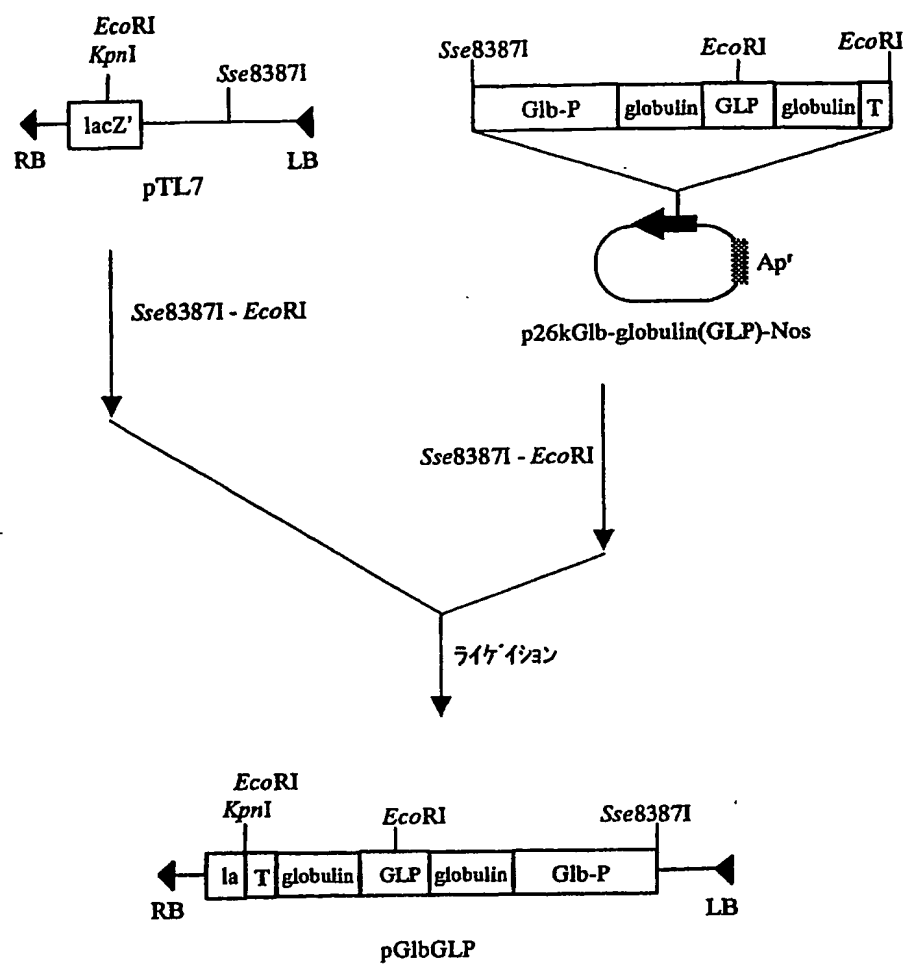 EcoRI
KpnI
Sse8387I
lacZ'
RB
LB
pTL7
Sse8387I
EcoRI
EcoRI
Glb-P
globulin
GLP
globulin
T
Apʳ
p26kGlb-globulin(GLP)-Nos
Sse8387I - EcoRI
Sse8387I - EcoRI
ライゲイション
EcoRI
KpnI
EcoRI
Sse8387I
la
T
globulin
GLP
globulin
Glb-P
RB
LB
pGlbGLP